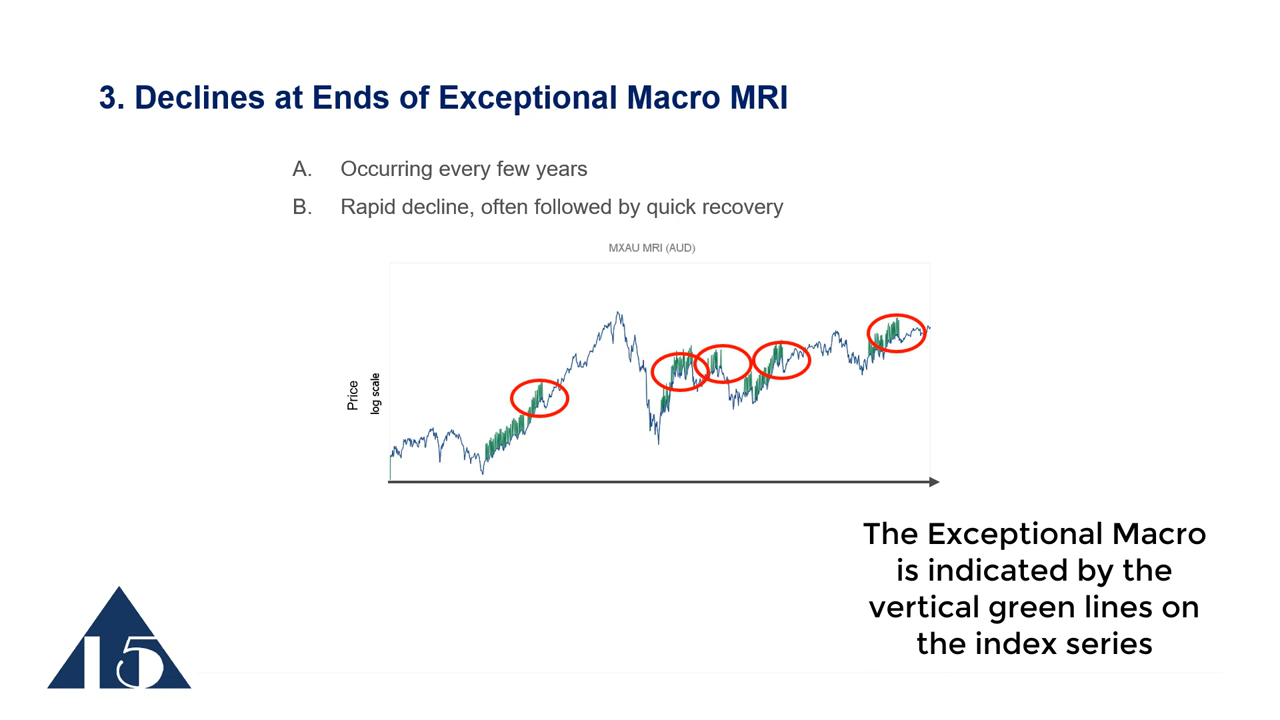 3. Declines at Ends of Exceptional Macro MRI
A. Occurring every few years
B. Rapid decline, often followed by quick recovery
MXAU MRI (AUD)
Price
log scale
The Exceptional Macro
is indicated by the
vertical green lines on
the index series
15